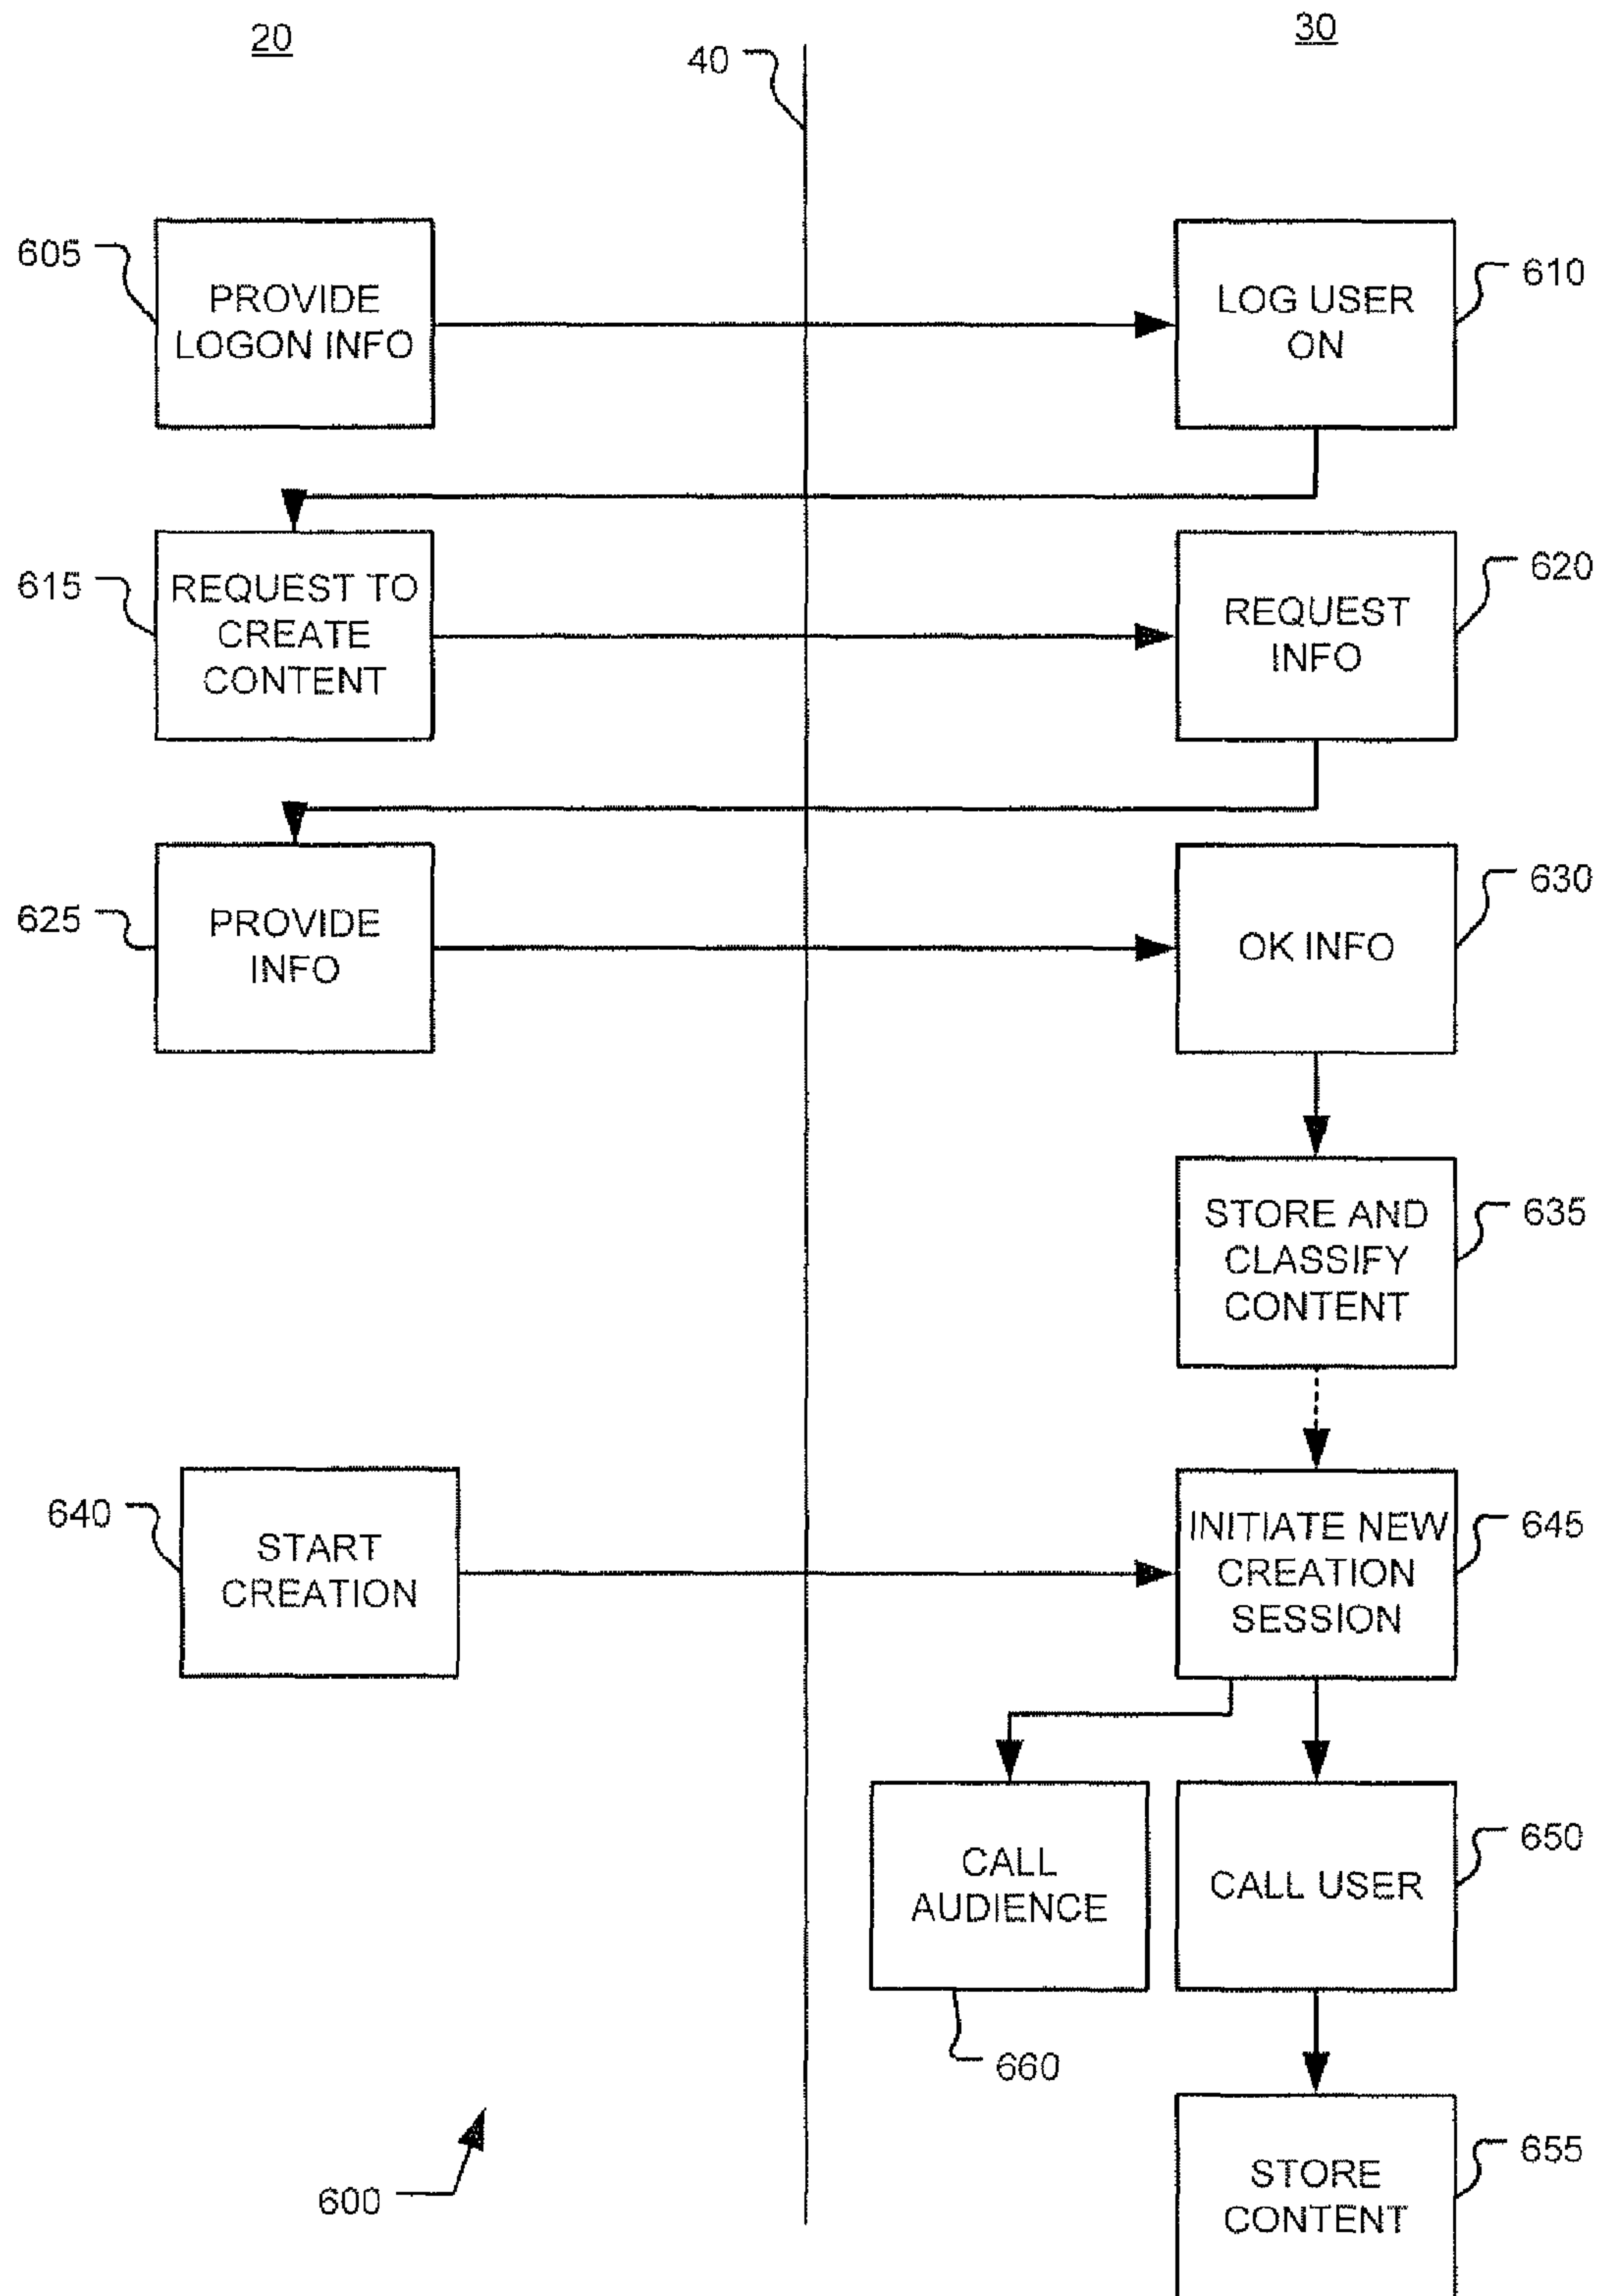 20
30
40
605
PROVIDE
LOGON INFO
LOG USER
ON
610
615
REQUEST TO
CREATE
CONTENT
REQUEST
INFO
620
625
PROVIDE
INFO
OK INFO
630
STORE AND
CLASSIFY
CONTENT
635
640
START
CREATION
INITIATE NEW
CREATION
SESSION
645
CALL
AUDIENCE
660
CALL USER
650
STORE
CONTENT
655
600